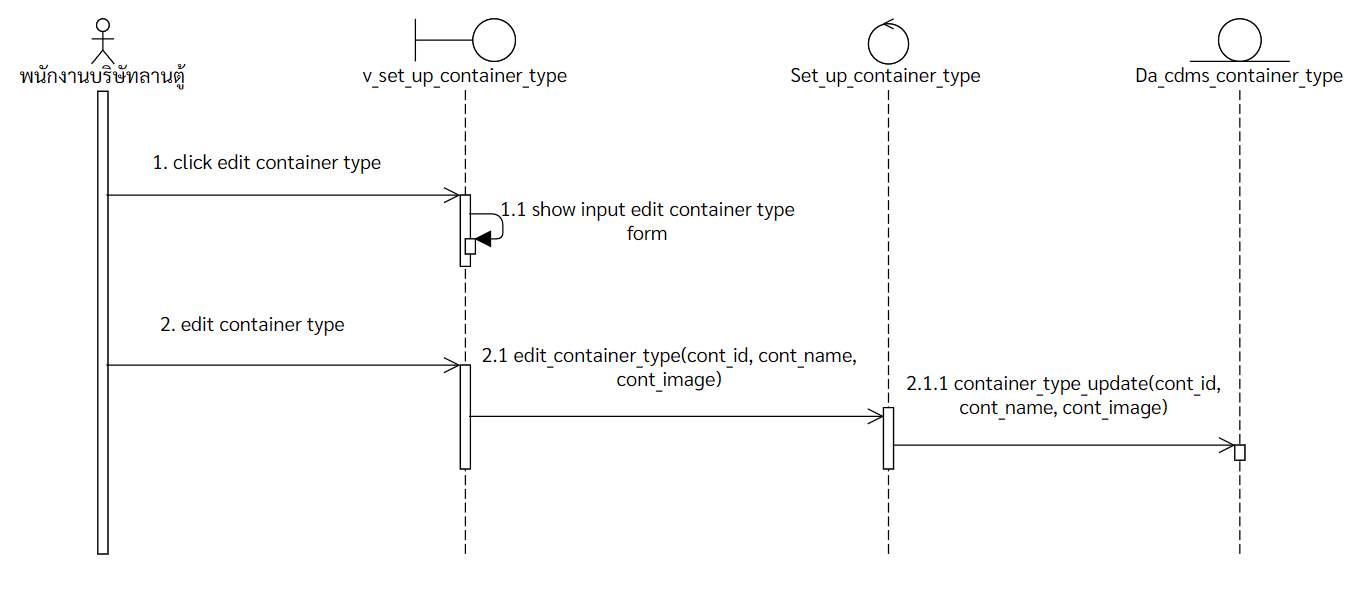 พนักงานบริษัทลานตู้
v_set_up_container_type
Set_up_container_type
Da_cdms_container_type
1. click edit container type
1.1 show input edit container type
form
2. edit container type
2.1 edit_container_type(cont_id, cont_name,
cont_image)
2.1.1 container_type_update(cont_id,
cont_name, cont_image)